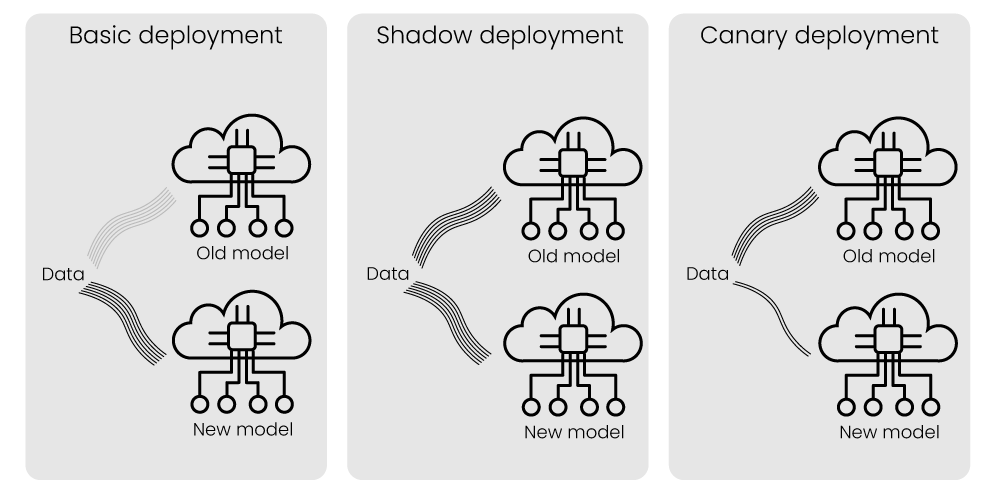 Basic deployment
Old model
Data
New model
Shadow deployment
Old model
Data
New model
Canary deployment
Old model
Data
New model